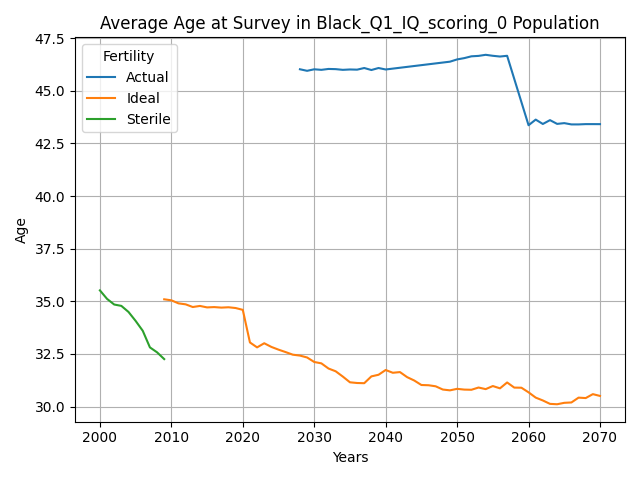 Average Age at Survey in Black_Q1_IQ_scoring_0 Population
Fertility
Actual
Ideal
Sterile
47.5
45.0
42.5
40.0
37.5
35.0
32.5
30.0
Age
2000 2010 2020 2030 2040 2050 2060 2070
Years